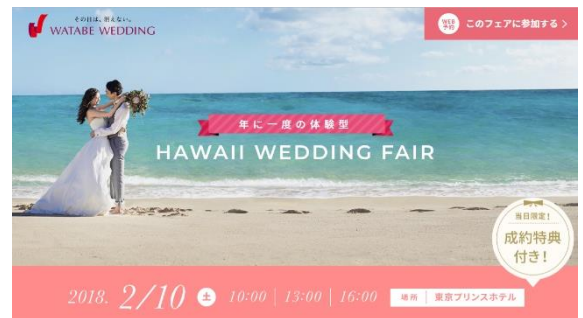 その日は、消えない。
WATABE WEDDING
WEB予約 このフェアに参加する >
年に一度の体験型
HAWAII WEDDING FAIR
当日限定!
成約特典
付き!
2018. 2/10 土 10:00 | 13:00 | 16:00 場所 | 東京プリンスホテル